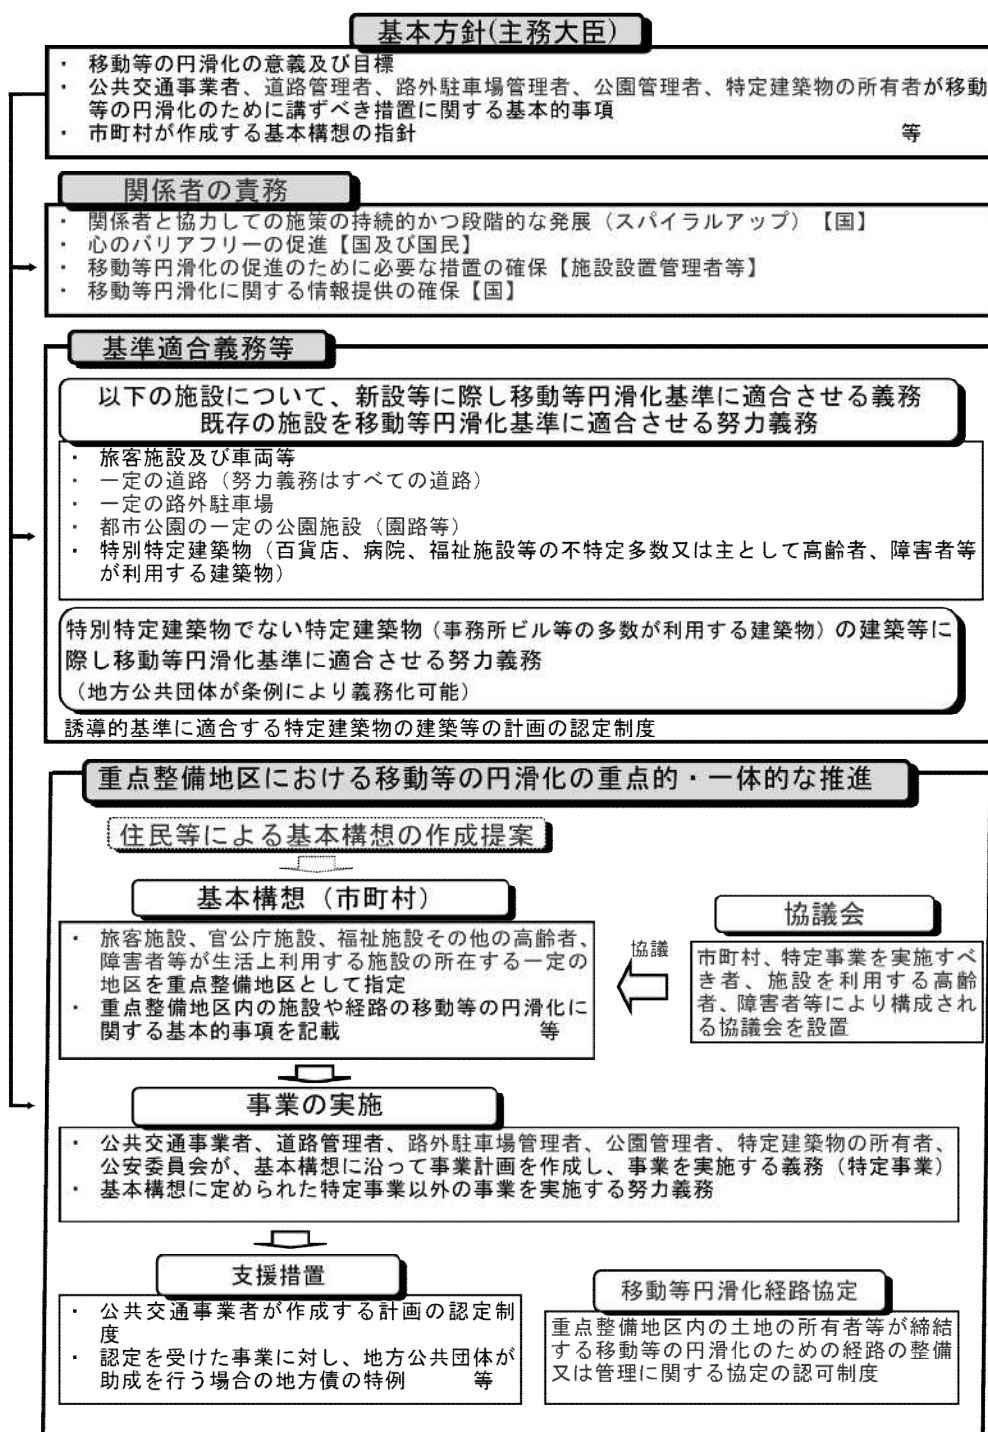 基本方針(主務大臣)
・ 移動等の円滑化の意義及び目標
・ 公共交通事業者、道路管理者、路外駐車場管理者、公園管理者、特定建築物の所有者が移動
等の円滑化のために講ずべき措置に関する基本的事項
・ 市町村が作成する基本構想の指針 等
関係者の責務
・ 関係者と協力しての施策の持続的かつ段階的な発展（スパイラルアップ）【国】
・ 心のバリアフリーの促進【国及び国民】
・ 移動等円滑化の促進のために必要な措置の確保【施設設置管理者等】
・ 移動等円滑化に関する情報提供の確保【国】
基準適合義務等
以下の施設について、新設等に際し移動等円滑化基準に適合させる義務
既存の施設を移動等円滑化基準に適合させる努力義務
・ 旅客施設及び車両等
・ 一定の道路（努力義務はすべての道路）
・ 一定の路外駐車場
・ 都市公園の一定の公園施設（園路等）
・ 特別特定建築物（百貨店、病院、福祉施設等の不特定多数又は主として高齢者、障害者等
が利用する建築物）
特別特定建築物でない特定建築物（事務所ビル等の多数が利用する建築物）の建築等に
際し移動等円滑化基準に適合させる努力義務
（地方公共団体が条例により義務化可能）
誘導的基準に適合する特定建築物の建築等の計画の認定制度
重点整備地区における移動等の円滑化の重点的・一体的な推進
住民等による基本構想の作成提案
基本構想（市町村）
・ 旅客施設、官公庁施設、福祉施設その他の高齢者、
障害者等が生活上利用する施設の所在する一定の
地区を重点整備地区として指定
・ 重点整備地区内の施設や経路の移動等の円滑化に
関する基本的事項を記載 等
協議
協議会
市町村、特定事業を実施すべ
き者、施設を利用する高齢
者、障害者等により構成され
る協議会を設置
事業の実施
・ 公共交通事業者、道路管理者、路外駐車場管理者、公園管理者、特定建築物の所有者、
公安委員会が、基本構想に沿って事業計画を作成し、事業を実施する義務（特定事業）
・ 基本構想に定められた特定事業以外の事業を実施する努力義務
支援措置
・ 公共交通事業者が作成する計画の認定制
度
・ 認定を受けた事業に対し、地方公共団体が
助成を行う場合の地方債の特例 等
移動等円滑化経路協定
重点整備地区内の土地の所有者等が締結
する移動等の円滑化のための経路の整備
又は管理に関する協定の認可制度